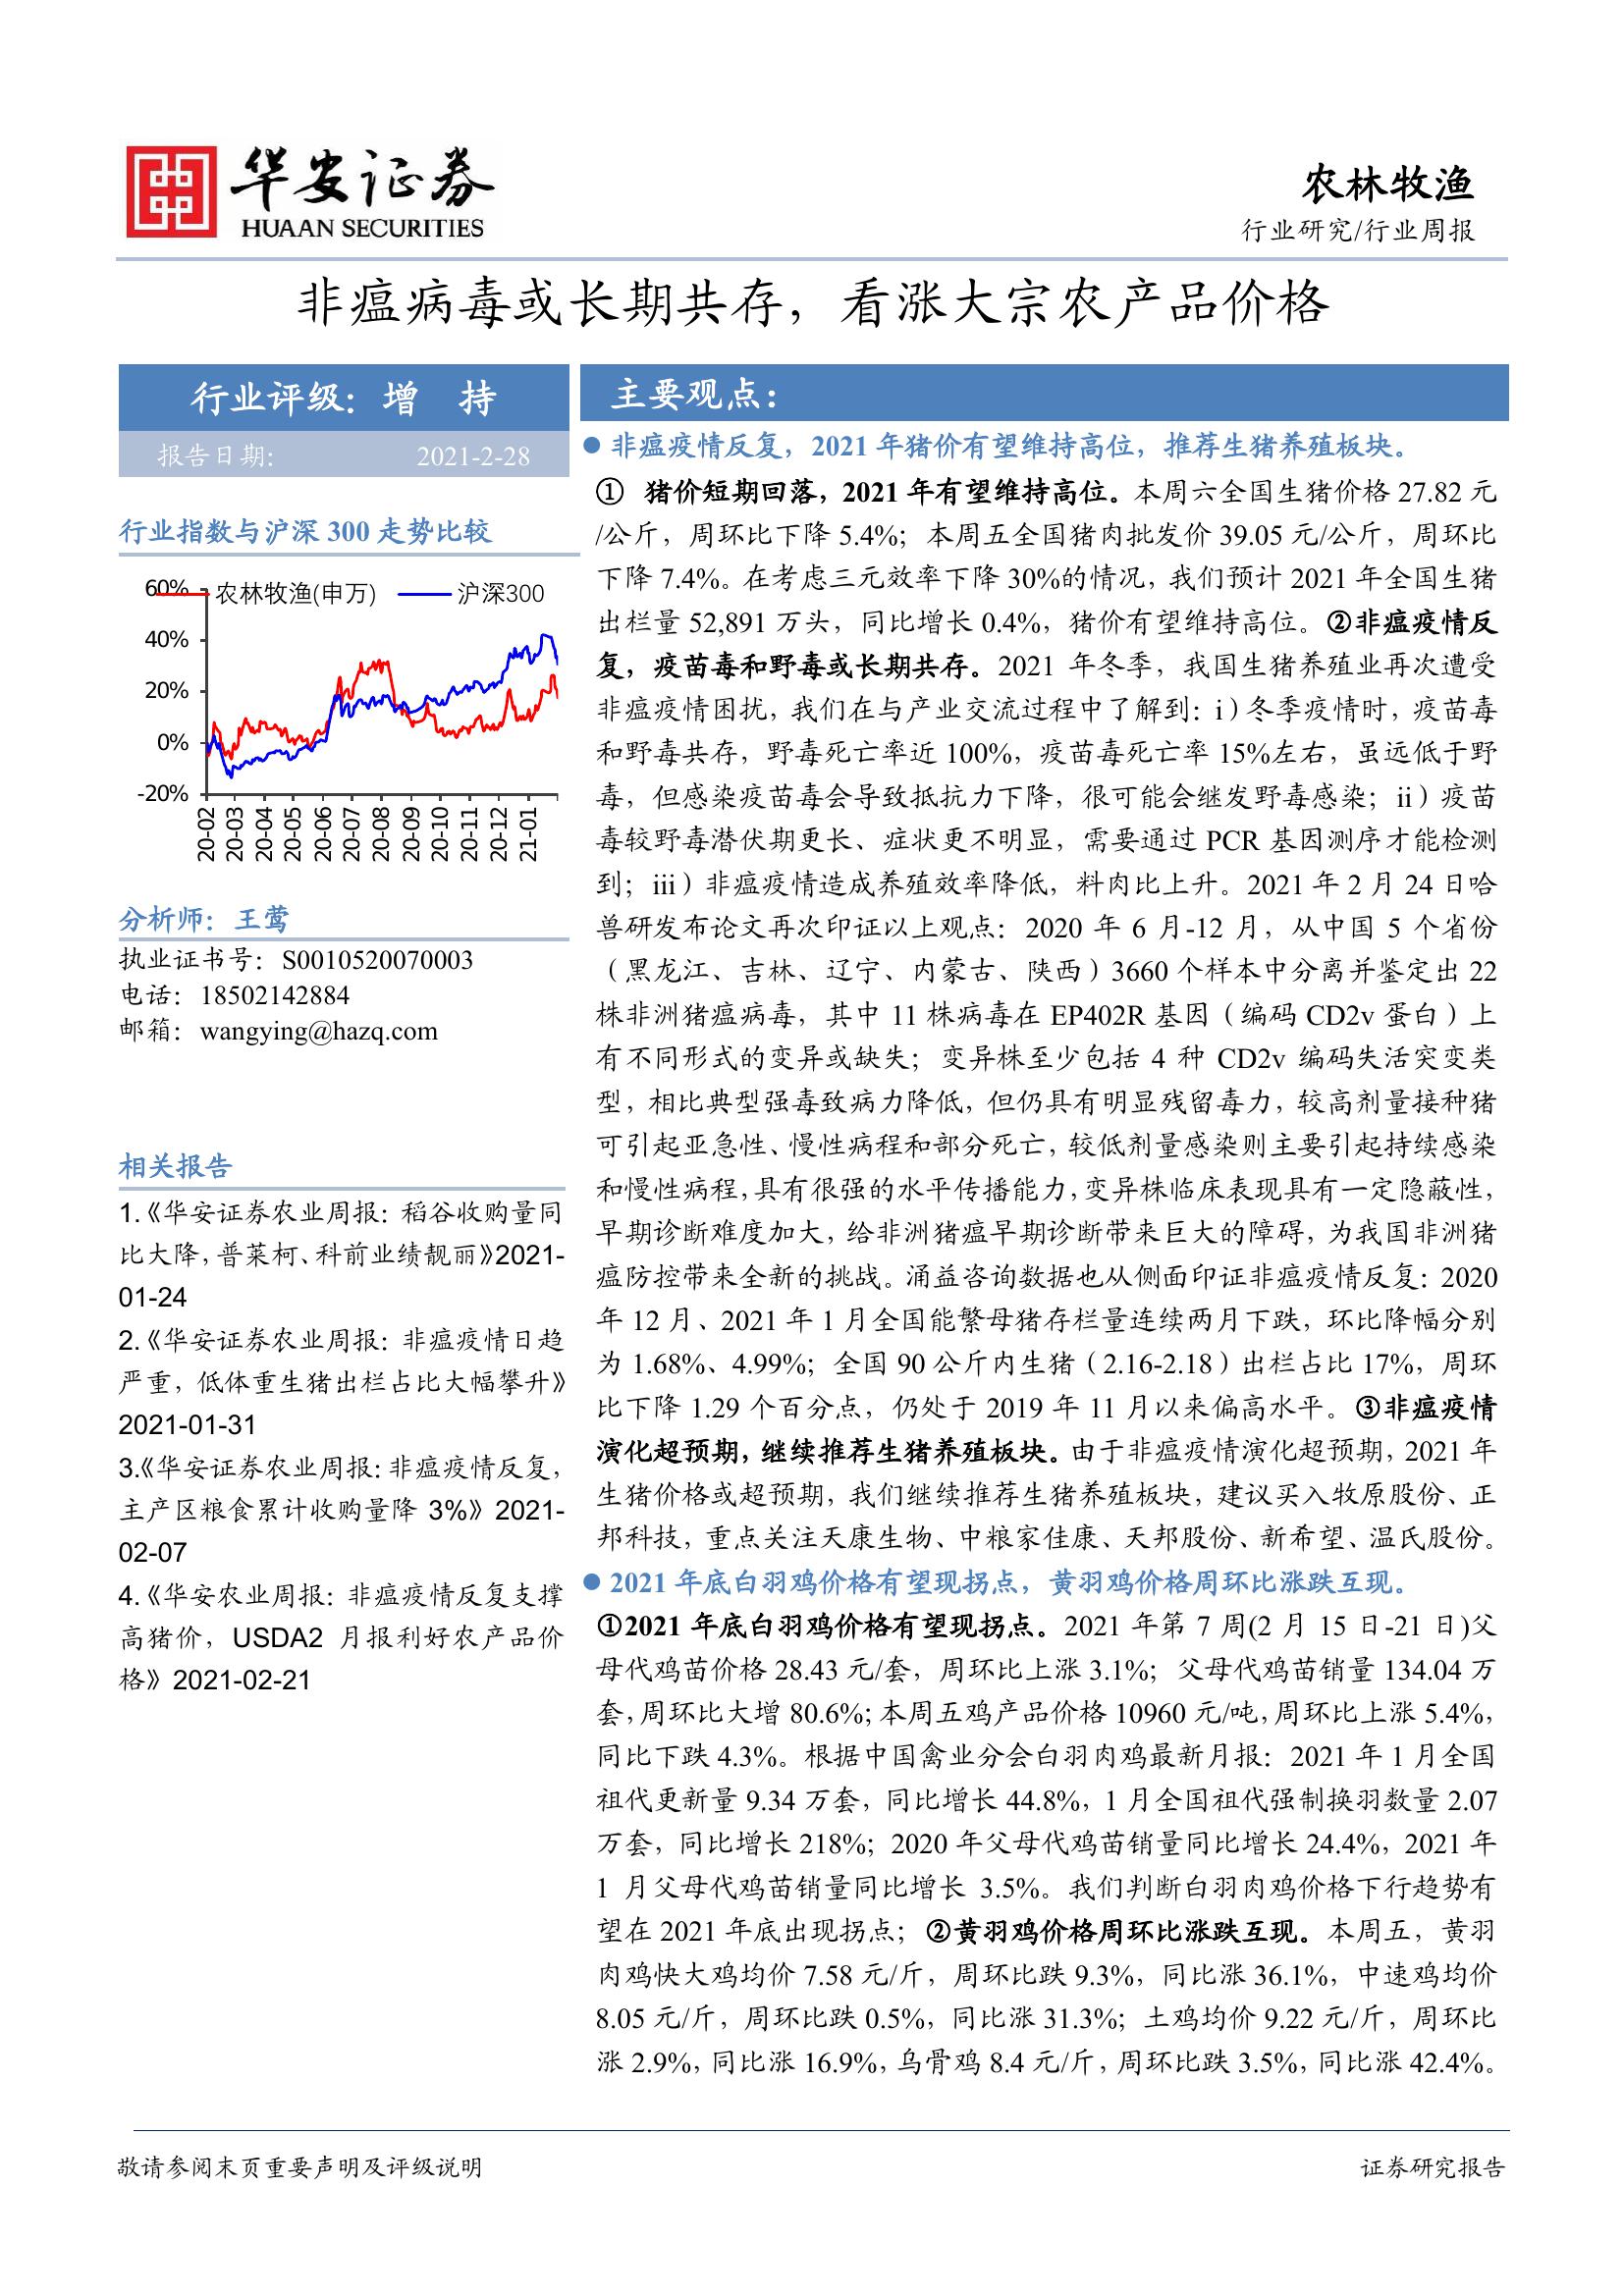 华安证券
HUAAN SECURITIES
农林牧渔
行业研究/行业周报
非瘟病毒或长期共存，看涨大宗农产品价格
行业评级：增 持
报告日期： 2021-2-28
行业指数与沪深 300 走势比较
农林牧渔(申万) 沪深300
60%
40%
20%
0%
-20%
20-02
20-03
20-04
20-05
20-06
20-07
20-08
20-09
20-10
20-11
20-12
21-01
分析师：王莺
执业证书号：S0010520070003
电话：18502142884
邮箱：wangying@hazq.com
相关报告
1.《华安证券农业周报：稻谷收购量同
比大降，普莱柯、科前业绩靓丽》2021-
01-24
2.《华安证券农业周报：非瘟疫情日趋
严重，低体重生猪出栏占比大幅攀升》
2021-01-31
3.《华安证券农业周报：非瘟疫情反复，
主产区粮食累计收购量降 3%》2021-
02-07
4.《华安农业周报：非瘟疫情反复支撑
高猪价，USDA2 月报利好农产品价
格》2021-02-21
主要观点：
● 非瘟疫情反复，2021 年猪价有望维持高位，推荐生猪养殖板块。
① 猪价短期回落，2021 年有望维持高位。本周六全国生猪价格 27.82 元
/公斤，周环比下降 5.4%；本周五全国猪肉批发价 39.05 元/公斤，周环比
下降 7.4%。在考虑三元效率下降 30%的情况，我们预计 2021 年全国生猪
出栏量 52,891 万头，同比增长 0.4%，猪价有望维持高位。②非瘟疫情反
复，疫苗毒和野毒或长期共存。2021 年冬季，我国生猪养殖业再次遭受
非瘟疫情困扰，我们在与产业交流过程中了解到：i）冬季疫情时，疫苗毒
和野毒共存，野毒死亡率近 100%，疫苗毒死亡率 15%左右，虽远低于野
毒，但感染疫苗毒会导致抵抗力下降，很可能会继发野毒感染；ii）疫苗
毒较野毒潜伏期更长、症状更不明显，需要通过 PCR 基因测序才能检测
到；iii）非瘟疫情造成养殖效率降低，料肉比上升。2021 年 2 月 24 日哈
兽研发布论文再次印证以上观点：2020 年 6 月-12 月，从中国 5 个省份
（黑龙江、吉林、辽宁、内蒙古、陕西）3660 个样本中分离并鉴定出 22
株非洲猪瘟病毒，其中 11 株病毒在 EP402R 基因（编码 CD2v 蛋白）上
有不同形式的变异或缺失；变异株至少包括 4 种 CD2v 编码失活突变类
型，相比典型强毒致病力降低，但仍具有明显残留毒力，较高剂量接种猪
可引起亚急性、慢性病程和部分死亡，较低剂量感染则主要引起持续感染
和慢性病程，具有很强的水平传播能力，变异株临床表现具有一定隐蔽性，
早期诊断难度加大，给非洲猪瘟早期诊断带来巨大的障碍，为我国非洲猪
瘟防控带来全新的挑战。涌益咨询数据也从侧面印证非瘟疫情反复：2020
年 12 月、2021 年 1 月全国能繁母猪存栏量连续两月下跌，环比降幅分别
为 1.68%、4.99%；全国 90 公斤内生猪（2.16-2.18）出栏占比 17%，周环
比下降 1.29 个百分点，仍处于 2019 年 11 月以来偏高水平。③非瘟疫情
演化超预期，继续推荐生猪养殖板块。由于非瘟疫情演化超预期，2021 年
生猪价格或超预期，我们继续推荐生猪养殖板块，建议买入牧原股份、正
邦科技，重点关注天康生物、中粮家佳康、天邦股份、新希望、温氏股份。
● 2021 年底白羽鸡价格有望现拐点，黄羽鸡价格周环比涨跌互现。
①2021 年底白羽鸡价格有望现拐点。2021 年第 7 周(2 月 15 日-21 日)父
母代鸡苗价格 28.43 元/套，周环比上涨 3.1%；父母代鸡苗销量 134.04 万
套，周环比大增 80.6%；本周五鸡产品价格 10960 元/吨，周环比上涨 5.4%，
同比下跌 4.3%。根据中国禽业分会白羽肉鸡最新月报：2021 年 1 月全国
祖代更新量 9.34 万套，同比增长 44.8%，1 月全国祖代强制换羽数量 2.07
万套，同比增长 218%；2020 年父母代鸡苗销量同比增长 24.4%，2021 年
1 月父母代鸡苗销量同比增长 3.5%。我们判断白羽肉鸡价格下行趋势有
望在 2021 年底出现拐点；②黄羽鸡价格周环比涨跌互现。本周五，黄羽
肉鸡快大鸡均价 7.58 元/斤，周环比跌 9.3%，同比涨 36.1%，中速鸡均价
8.05 元/斤，周环比跌 0.5%，同比涨 31.3%；土鸡均价 9.22 元/斤，周环比
涨 2.9%，同比涨 16.9%，乌骨鸡 8.4 元/斤，周环比跌 3.5%，同比涨 42.4%。
敬请参阅末页重要声明及评级说明
证券研究报告